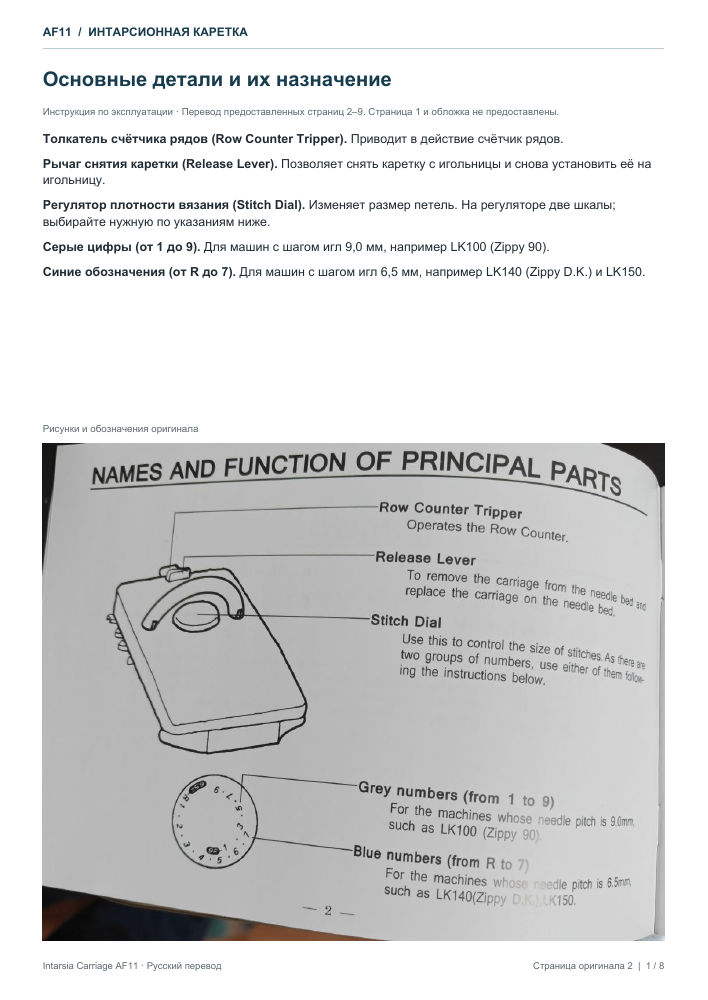 AF11 / ИНТАРСИОННАЯ КАРЕТКА
Основные детали и их назначение
Инструкция по эксплуатации · Перевод предоставленных страниц 2–9. Страница 1 и обложка не предоставлены.
Толкатель счётчика рядов (Row Counter Tripper). Приводит в действие счётчик рядов.
Рычаг снятия каретки (Release Lever). Позволяет снять каретку с игольницы и снова установить её на
игольницу.
Регулятор плотности вязания (Stitch Dial). Изменяет размер петель. На регуляторе две шкалы;
выбирайте нужную по указаниям ниже.
Серые цифры (от 1 до 9). Для машин с шагом игл 9,0 мм, например LK100 (Zippy 90).
Синие обозначения (от R до 7). Для машин с шагом игл 6,5 мм, например LK140 (Zippy D.K.) и LK150.
Рисунки и обозначения оригинала
NAMES AND FUNCTION OF PRINCIPAL PARTS
Row Counter Tripper
Operates the Row Counter.
Release Lever
To remove the carriage from the needle bed and
replace the carriage on the needle bed.
Stitch Dial
Use this to control the size of stitches. As there are
two groups of numbers, use either of them follow-
ing the instructions below.
Grey numbers (from 1 to 9)
For the machines whose needle pitch is 9.0mm,
such as LK100 (Zippy 90).
Blue numbers (from R to 7)
For the machines whose needle pitch is 6.5mm,
such as LK140(Zippy D.K.),LK150.
— 2 —
Intarsia Carriage AF11 · Русский перевод
Страница оригинала 2 | 1 / 8